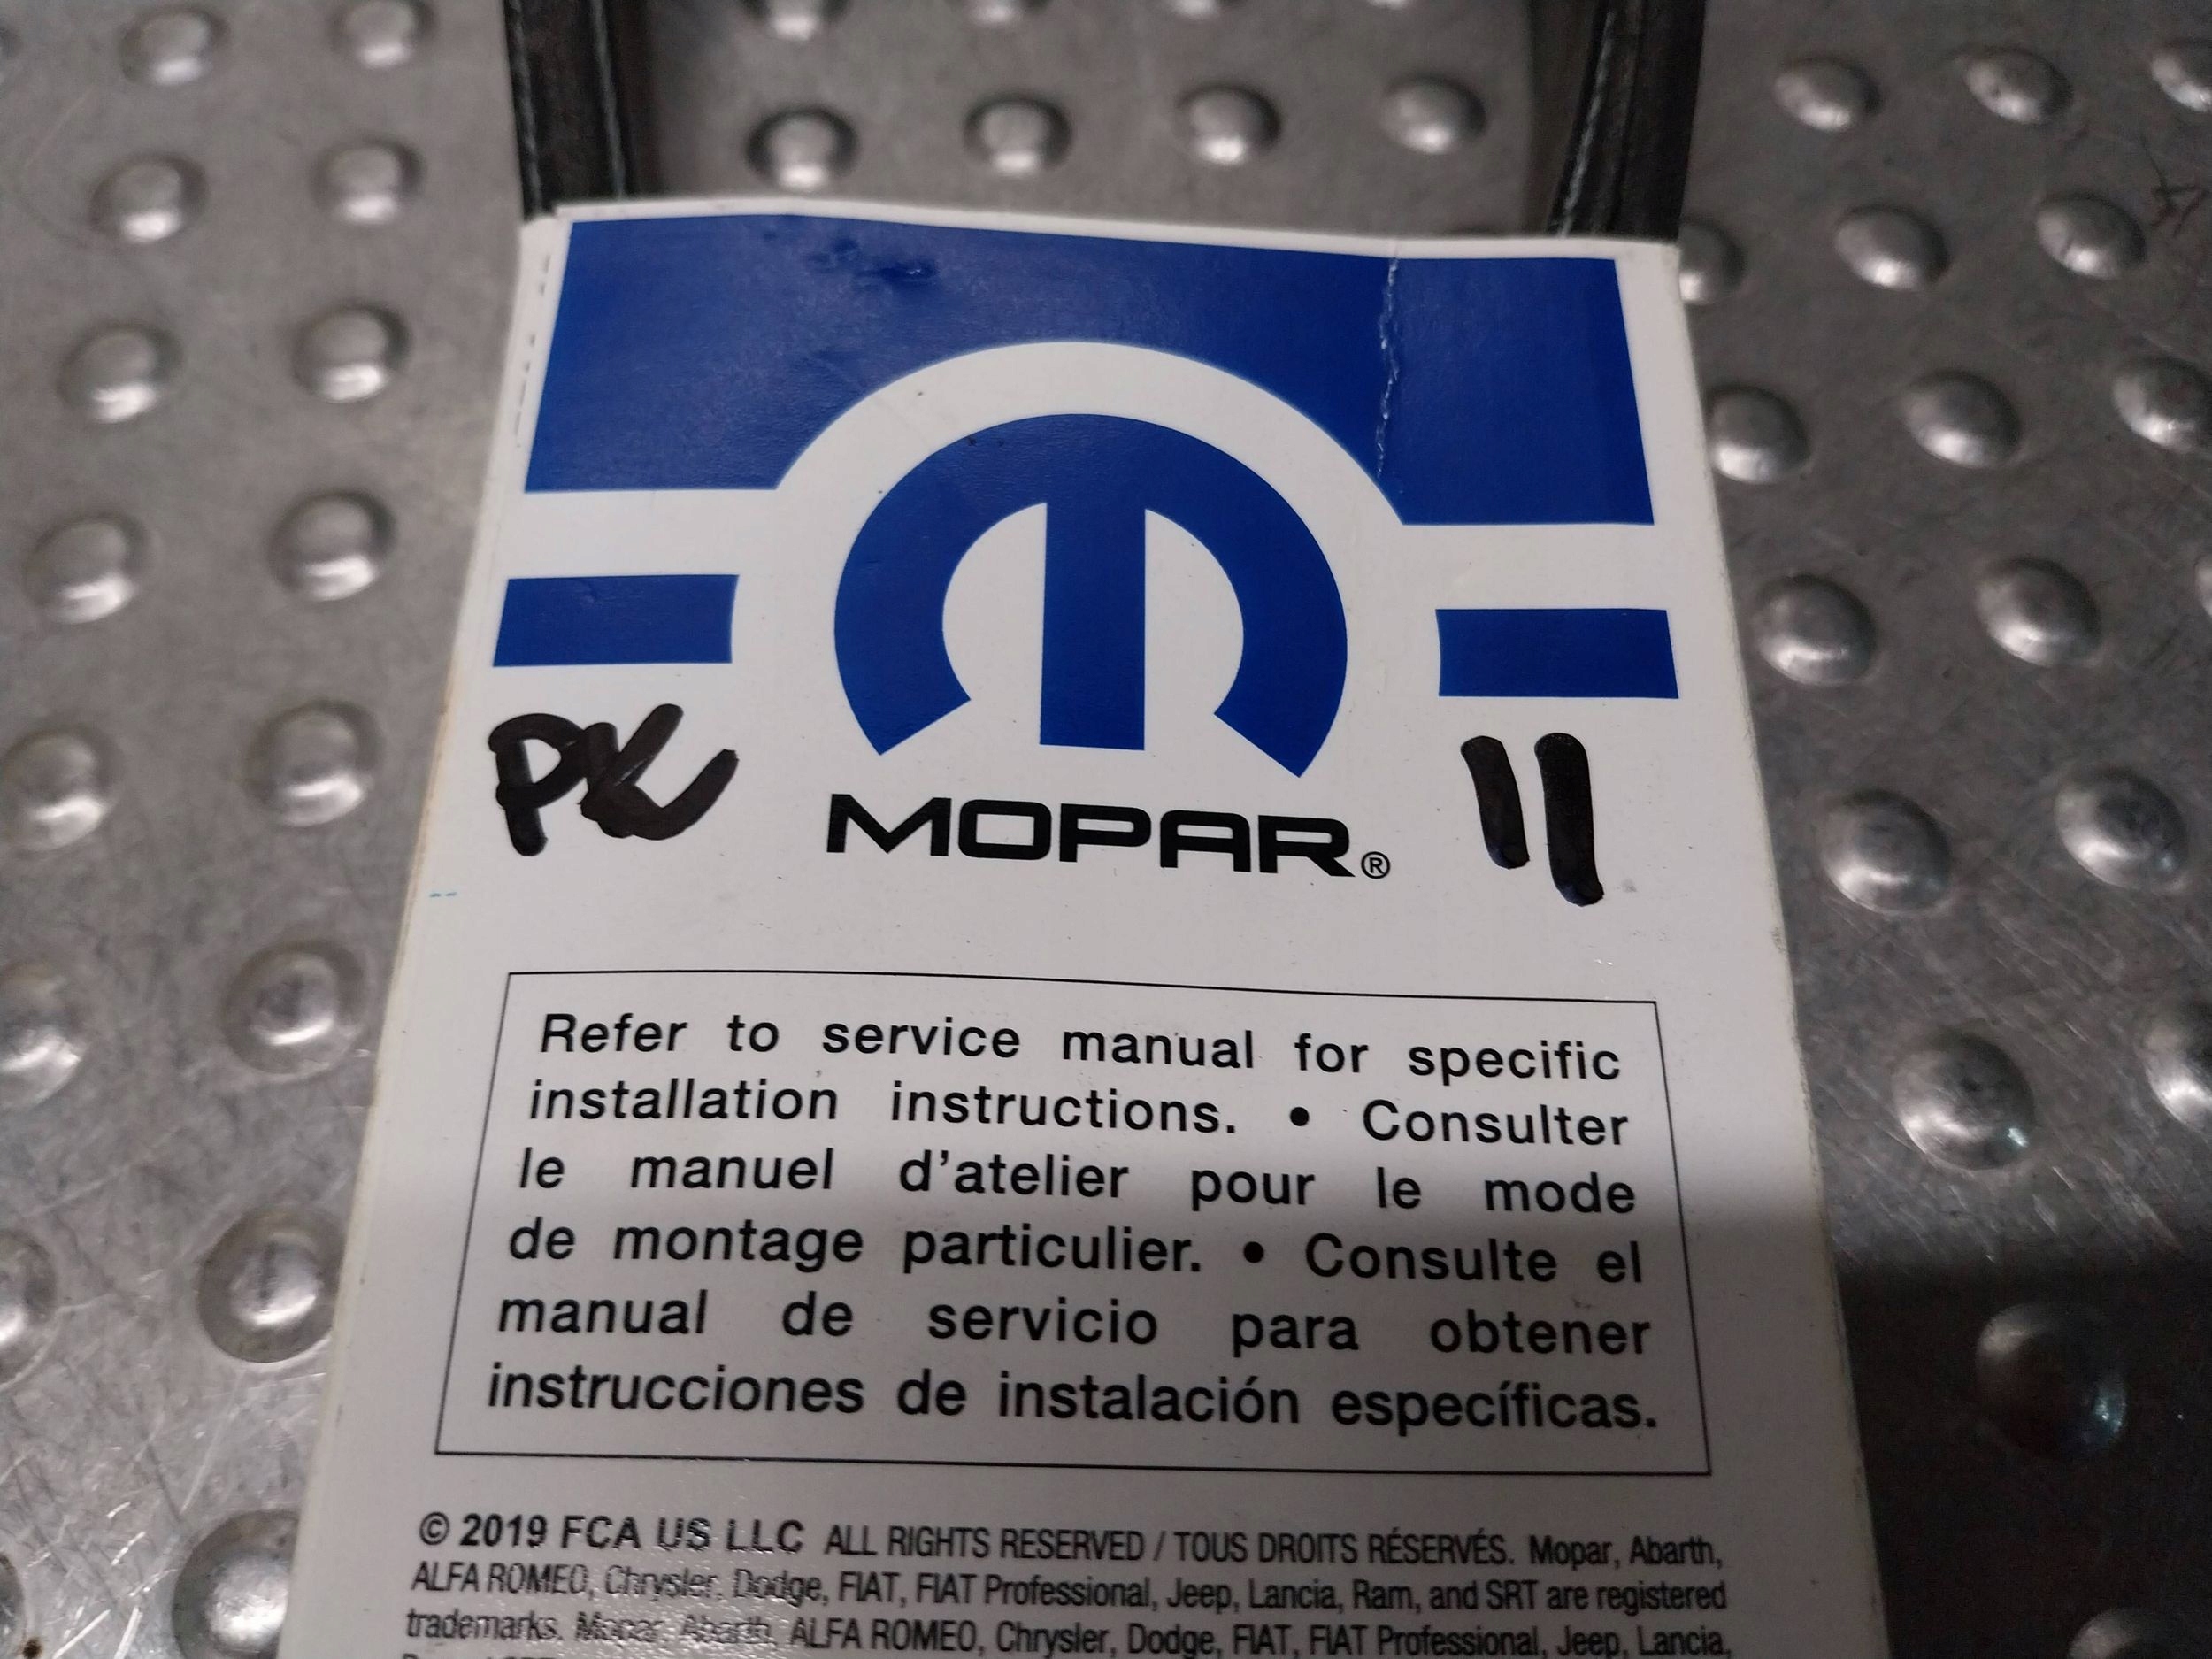 PK
MOPAR®
11
Refer to service manual for specific
installation instructions. • Consulter
le manuel d'atelier pour le mode
de montage particulier. • Consulte el
manual de servicio para obtener
instrucciones de instalación específicas.
© 2019 FCA US LLC ALL RIGHTS RESERVED / TOUS DROITS RÉSERVÉS. Mopar, Abarth,
ALFA ROMEO, Chrysler, Dodge, FIAT, FIAT Professional, Jeep, Lancia, Ram, and SRT are registered
trademarks. Mopar, Abarth, ALFA ROMEO, Chrysler, Dodge, FIAT, FIAT Professional, Jeep, Lancia,